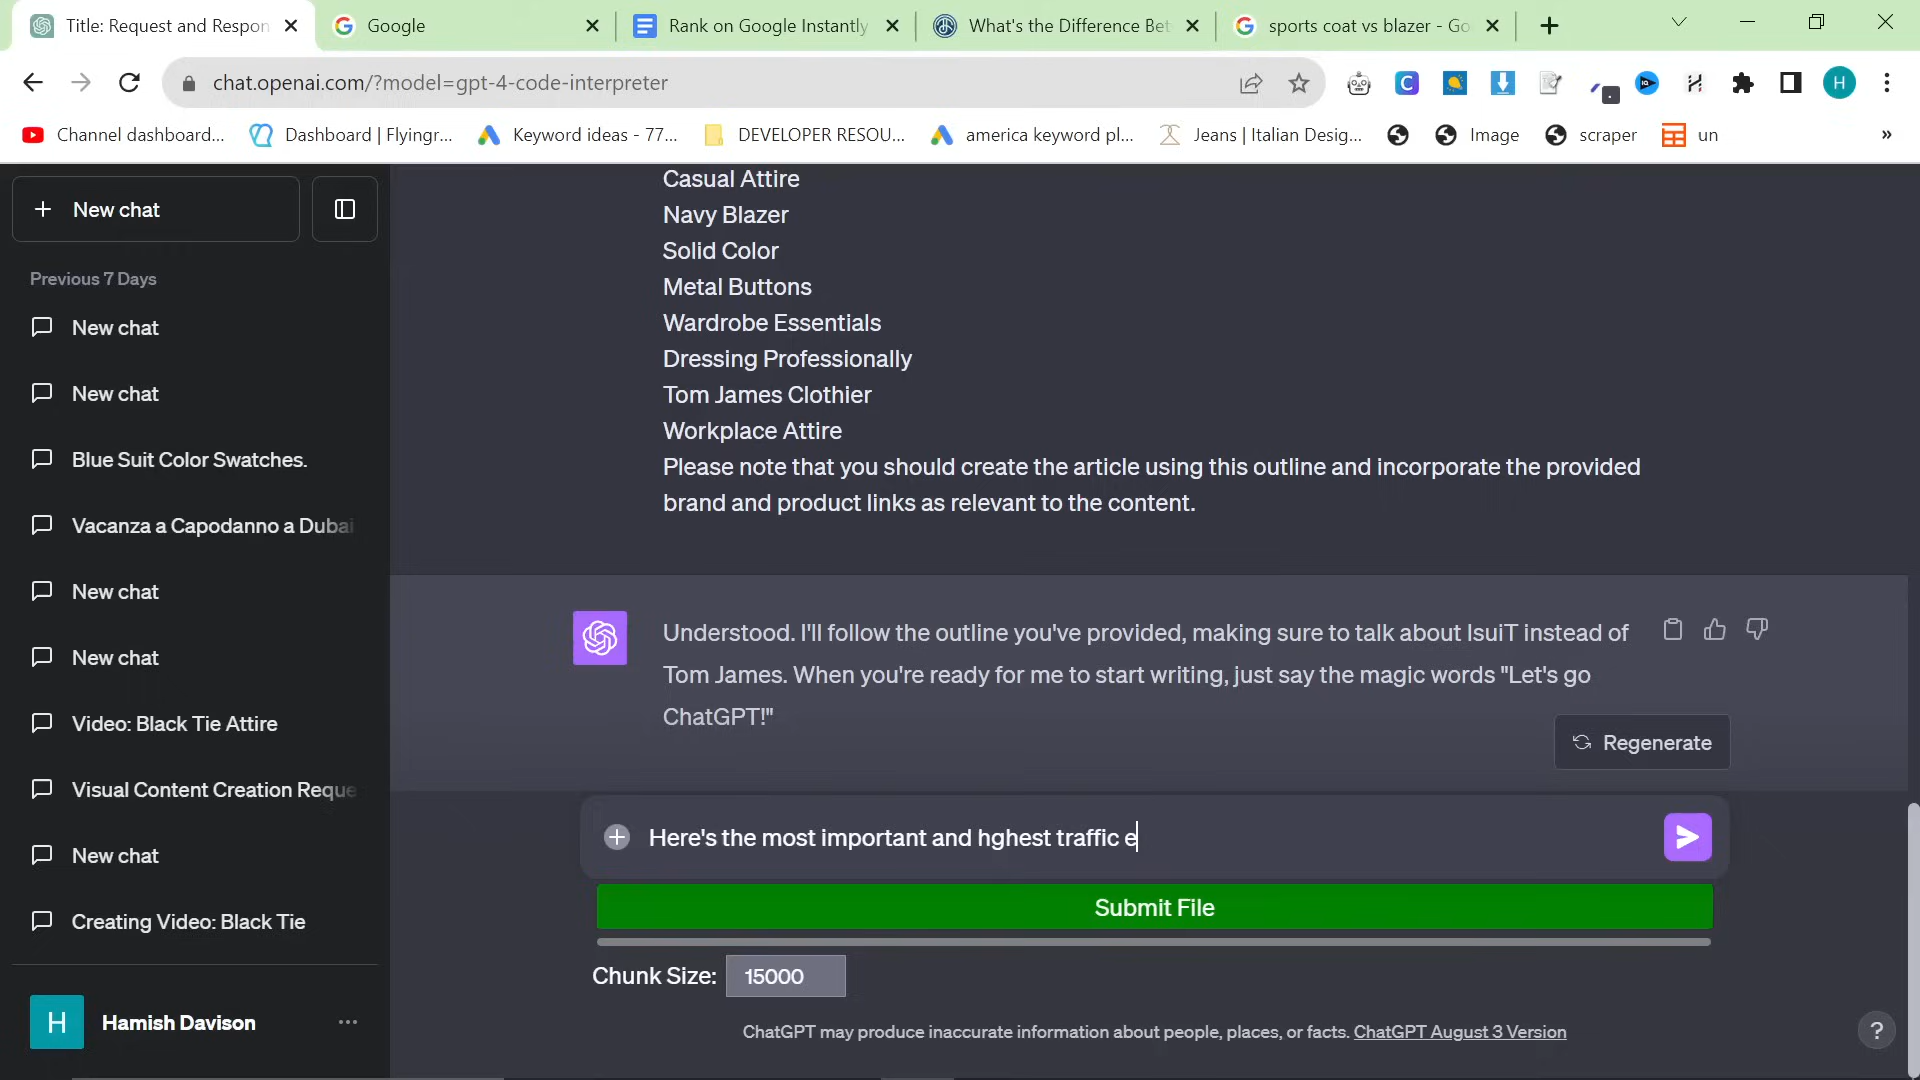 Title: Request and Respon
Google
Rank on Google Instantly
What's the Difference Bet
sports coat vs blazer - Go
chat.openai.com/?model=gpt-4-code-interpreter
H
Channel dashboard...
Dashboard | Flyingr...
Keyword ideas - 77...
DEVELOPER RESOU...
america keyword pl...
Jeans | Italian Desig...
Image
scraper
un
»
New chat
Previous 7 Days
New chat
New chat
Blue Suit Color Swatches.
Vacanza a Capodanno a Dubai
New chat
New chat
Video: Black Tie Attire
Visual Content Creation Reque
New chat
Creating Video: Black Tie
H
Hamish Davison
Casual Attire
Navy Blazer
Solid Color
Metal Buttons
Wardrobe Essentials
Dressing Professionally
Tom James Clothier
Workplace Attire
Please note that you should create the article using this outline and incorporate the provided
brand and product links as relevant to the content.
Understood. I'll follow the outline you've provided, making sure to talk about IsuiT instead of
Tom James. When you're ready for me to start writing, just say the magic words "Let's go
ChatGPT!"
Regenerate
Here's the most important and hghest traffic e
Submit File
Chunk Size: 15000
ChatGPT may produce inaccurate information about people, places, or facts. ChatGPT August 3 Version
?